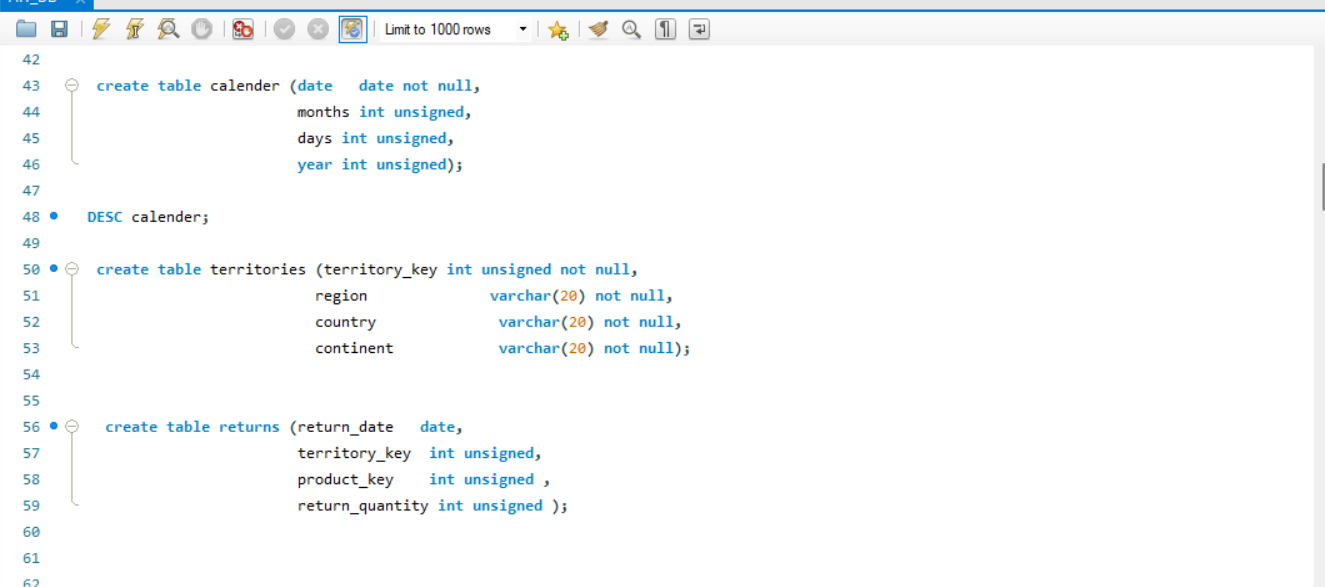 Limit to 1000 rows
42
43 create table calender (date date not null,
44 months int unsigned,
45 days int unsigned,
46 year int unsigned);
47
48 DESC calender;
49
50 create table territories (territory_key int unsigned not null,
51 region varchar(20) not null,
52 country varchar(20) not null,
53 continent varchar(20) not null);
54
55
56 create table returns (return_date date,
57 territory_key int unsigned,
58 product_key int unsigned ,
59 return_quantity int unsigned );
60
61
62